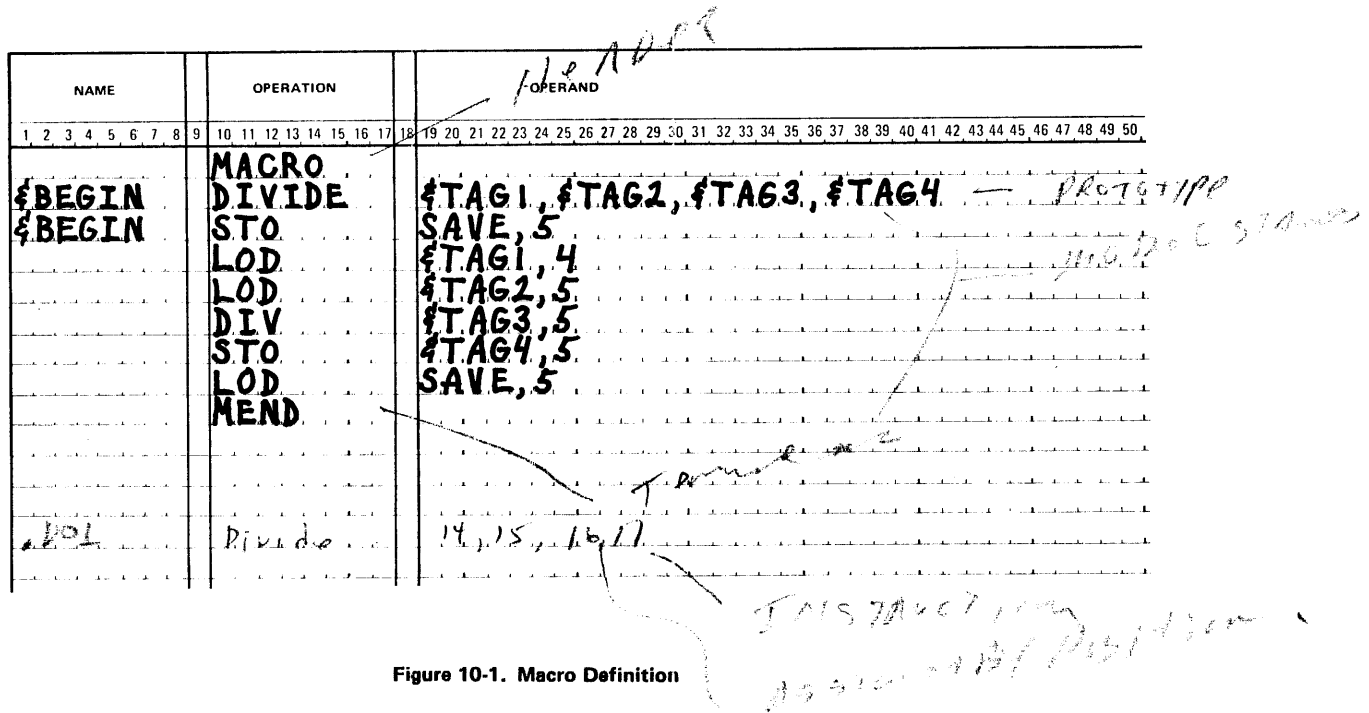 HeADER
NAME OPERATION OPERAND
1 2 3 4 5 6 7 8 9 10 11 12 13 14 15 16 17 18 19 20 21 22 23 24 25 26 27 28 29 30 31 32 33 34 35 36 37 38 39 40 41 42 43 44 45 46 47 48 49 50
MACRO
&BEGIN DIVIDE &TAG1, &TAG2, &TAG3, &TAG4 — PROTOTYPE
&BEGIN STO SAVE, 5
LOD &TAG1, 4
LOD &TAG2, 5
DIV &TAG3, 5
STO &TAG4, 5
LOD SAVE, 5
MEND
Divide 14, 15, 16, 17
INSTRUCTION
Position
Figure 10-1. Macro Definition